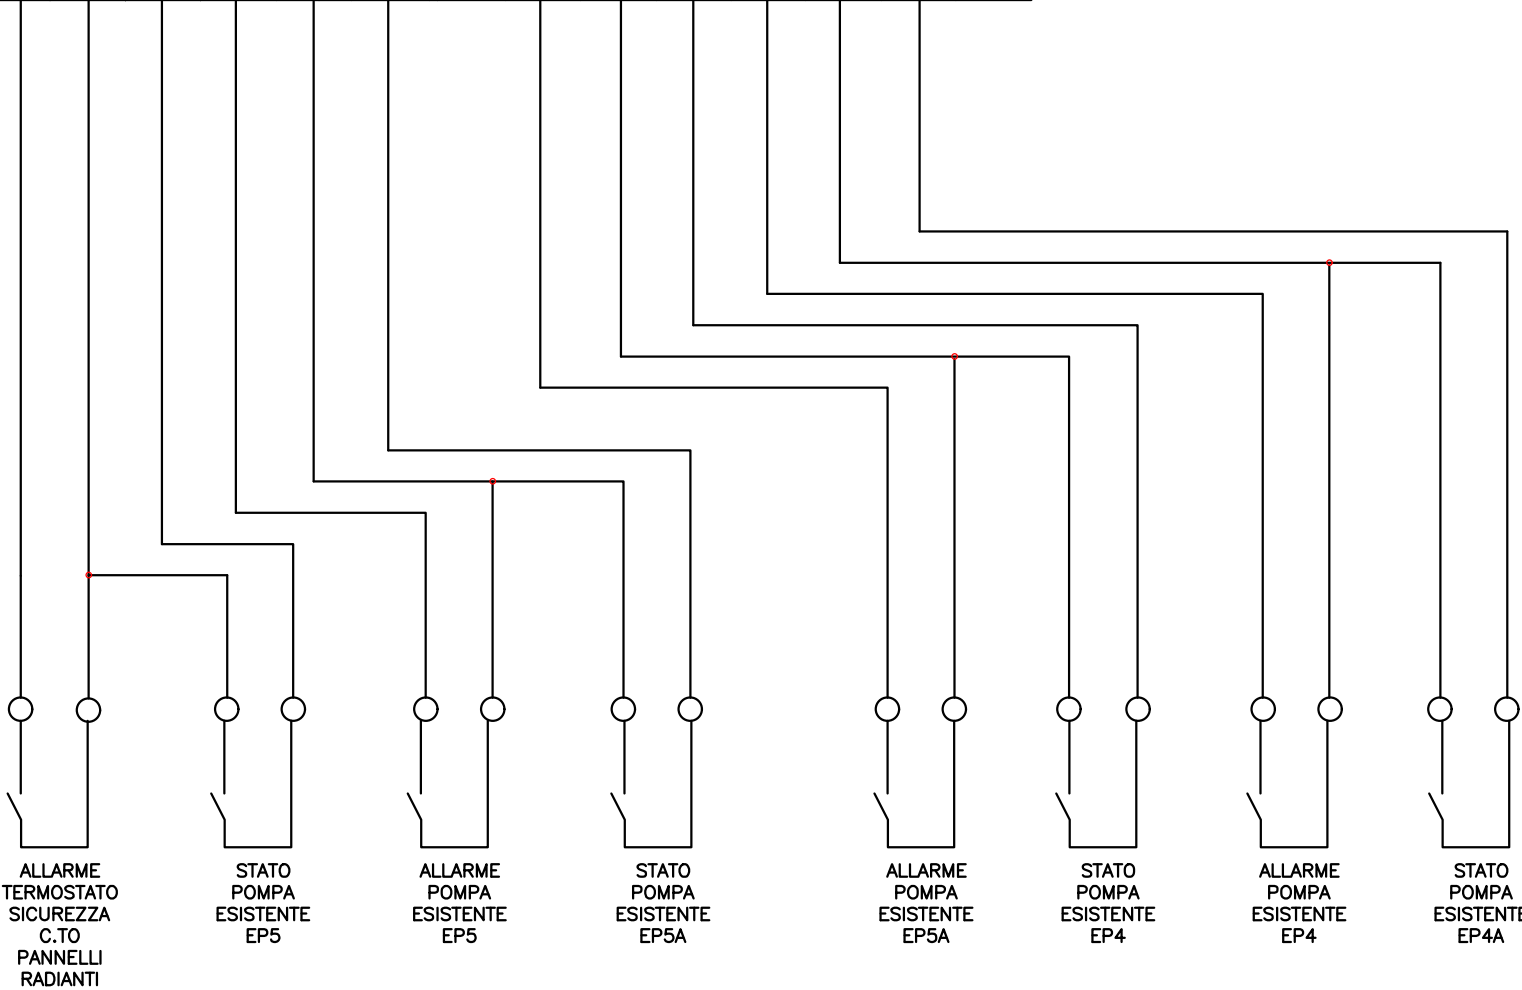 ALLARME
TERMOSTATO
SICUREZZA
C.TO
PANNELLI
RADIANTI
STATO
POMPA
ESISTENTE
EP5
ALLARME
POMPA
ESISTENTE
EP5
STATO
POMPA
ESISTENTE
EP5A
ALLARME
POMPA
ESISTENTE
EP5A
STATO
POMPA
ESISTENTE
EP4
ALLARME
POMPA
ESISTENTE
EP4
STATO
POMPA
ESISTENTE
EP4A